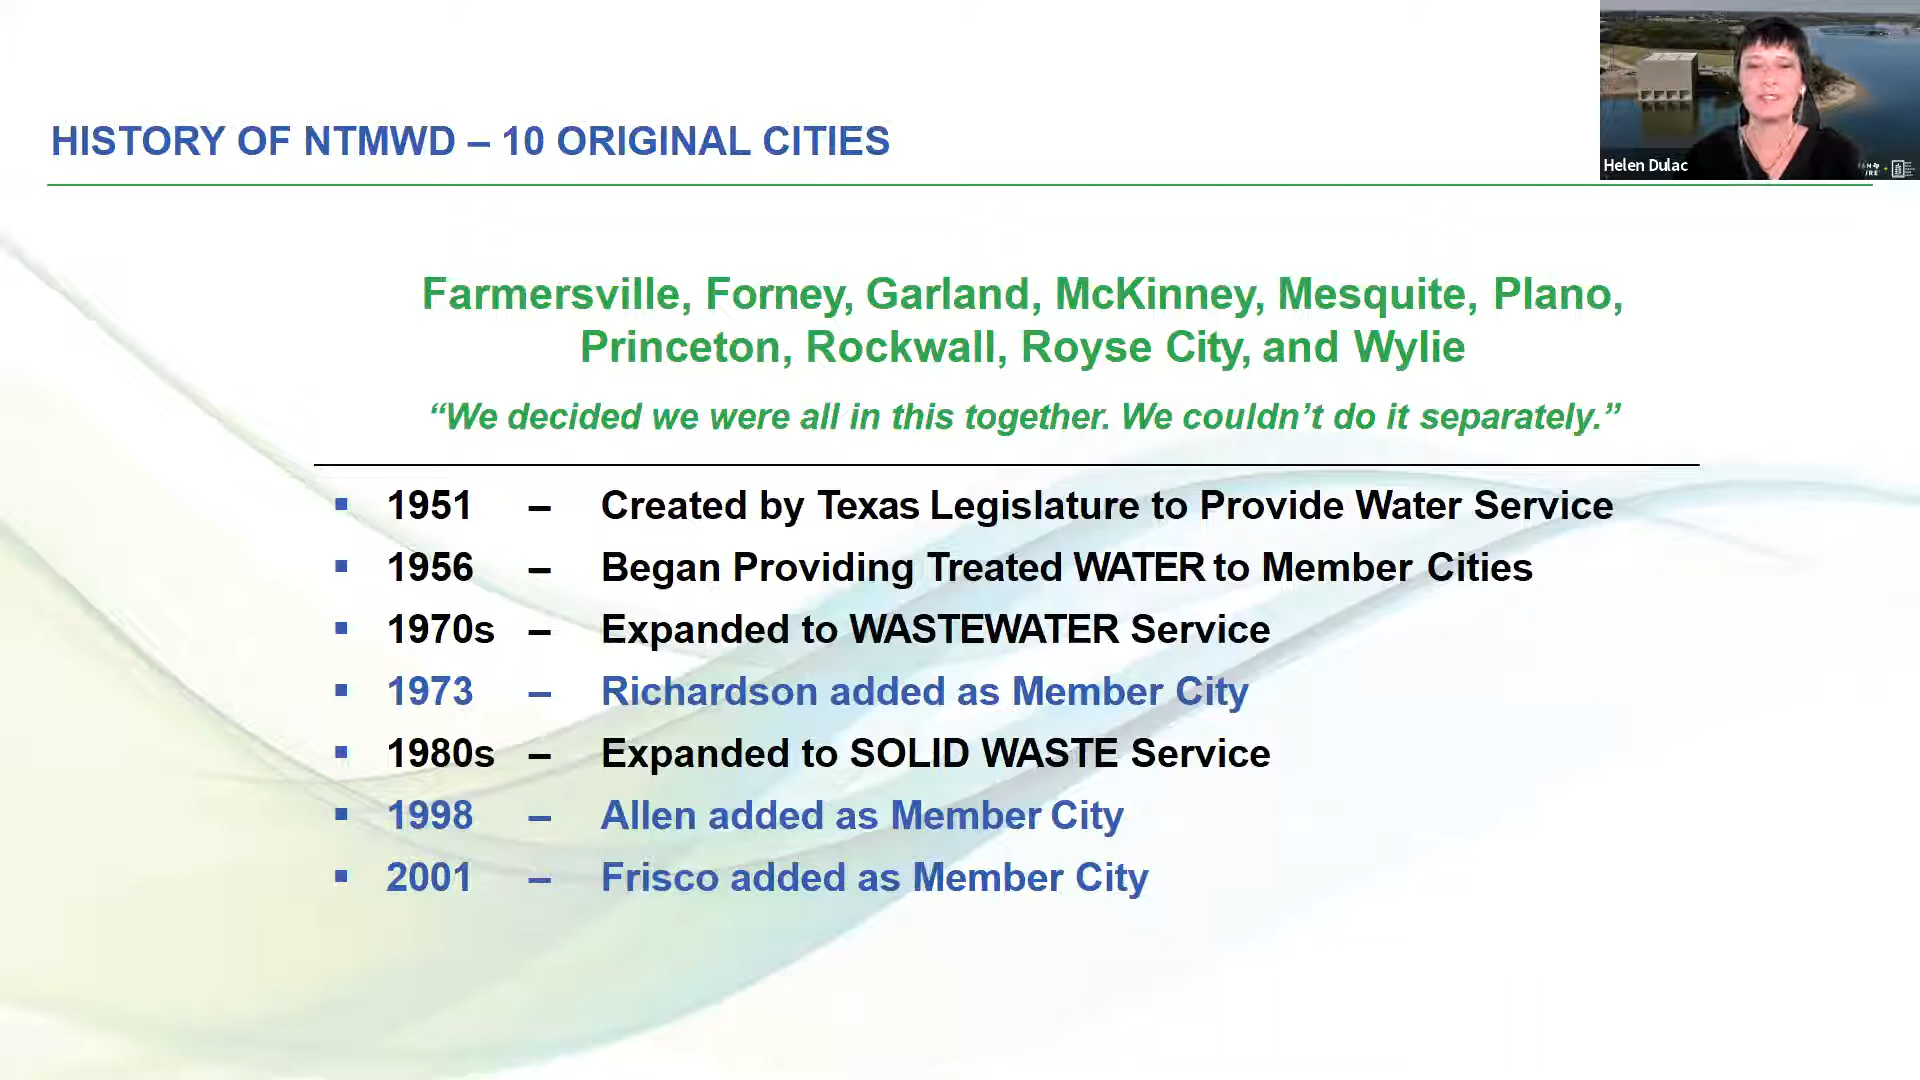 HISTORY OF NTMWD – 10 ORIGINAL CITIES
Helen Dulac
Farmersville, Forney, Garland, McKinney, Mesquite, Plano,
Princeton, Rockwall, Royse City, and Wylie
“We decided we were all in this together. We couldn’t do it separately.”
▪ 1951 – Created by Texas Legislature to Provide Water Service
▪ 1956 – Began Providing Treated WATER to Member Cities
▪ 1970s – Expanded to WASTEWATER Service
▪ 1973 – Richardson added as Member City
▪ 1980s – Expanded to SOLID WASTE Service
▪ 1998 – Allen added as Member City
▪ 2001 – Frisco added as Member City